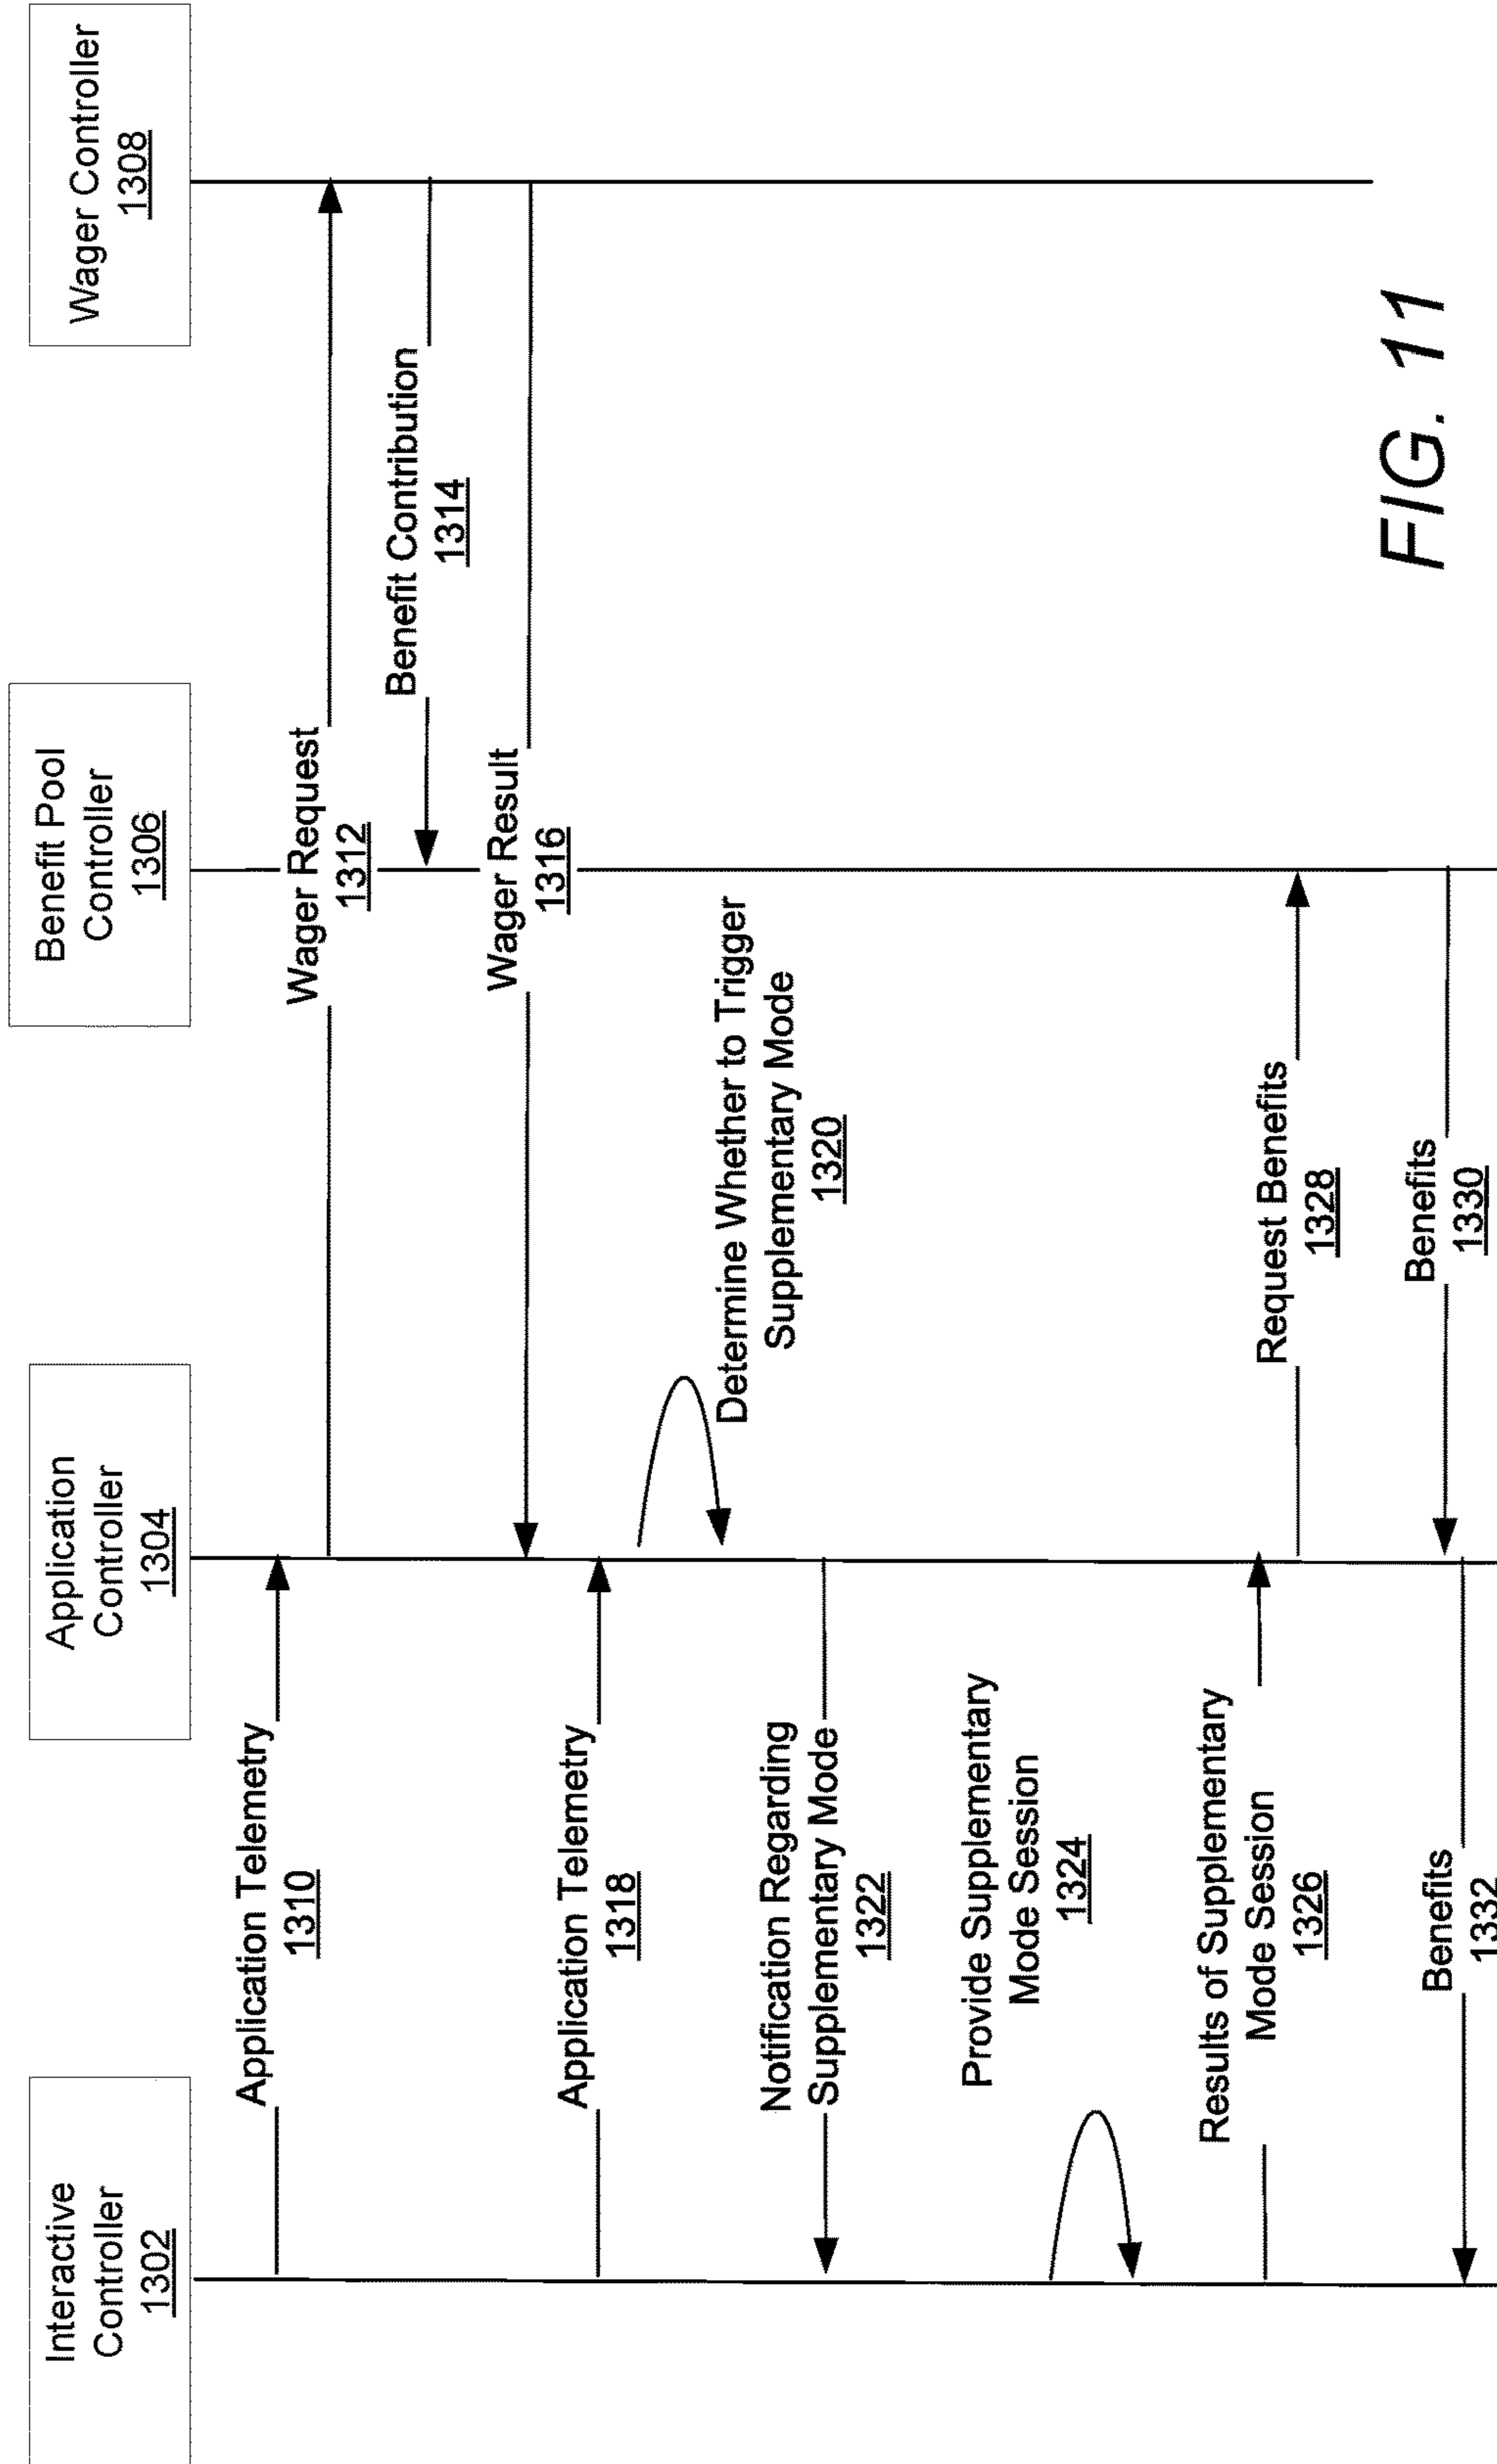 Interactive
Controller
1302
Application
Controller
1304
Benefit Pool
Controller
1306
Wager Controller
1308
Application Telemetry
1310
Wager Request
1312
Benefit Contribution
1314
Wager Result
1316
Application Telemetry
1318
Determine Whether to Trigger
Supplementary Mode
1320
Notification Regarding
Supplementary Mode
1322
Provide Supplementary
Mode Session
1324
Results of Supplementary
Mode Session
1326
Request Benefits
1328
Benefits
1330
Benefits
1332
FIG. 11